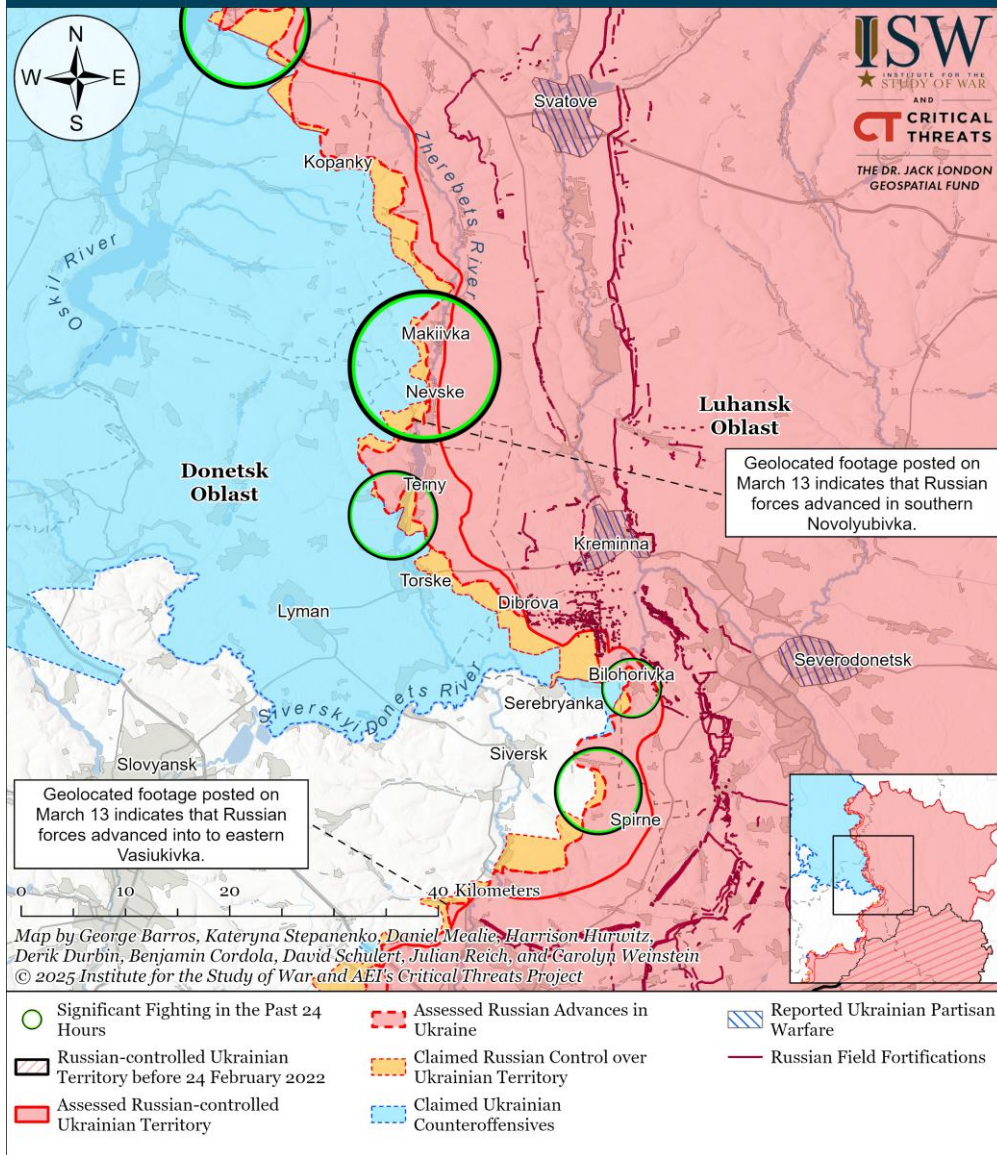 N
W
E
S
ISW
INSTITUTE FOR THE
STUDY OF WAR
AND
CT CRITICAL
THREATS
THE DR. JACK LONDON
GEOSPATIAL FUND
Svatove
Kopanky
Zherebets River
Oskil River
Makiivka
Nevske
Luhansk
Oblast
Donetsk
Oblast
Geolocated footage posted on
March 13 indicates that Russian
forces advanced in southern
Novolyubivka.
Terny
Kreminna
Torske
Dibrova
Lyman
Severodonetsk
Bilohorivka
Serebryanka
Siverskyi Donets River
Siversk
Slovyansk
Geolocated footage posted on
March 13 indicates that Russian
forces advanced into to eastern
Vasiukivka.
Spirne
0 10 20 40 Kilometers
Map by George Barros, Kateryna Stepanenko, Daniel Mealie, Harrison Hurwitz,
Derik Durbin, Benjamin Cordola, David Schulert, Julian Reich, and Carolyn Weinstein
© 2025 Institute for the Study of War and AEI's Critical Threats Project
Significant Fighting in the Past 24
Hours
Russian-controlled Ukrainian
Territory before 24 February 2022
Assessed Russian-controlled
Ukrainian Territory
Assessed Russian Advances in
Ukraine
Claimed Russian Control over
Ukrainian Territory
Claimed Ukrainian
Counteroffensives
Reported Ukrainian Partisan
Warfare
Russian Field Fortifications